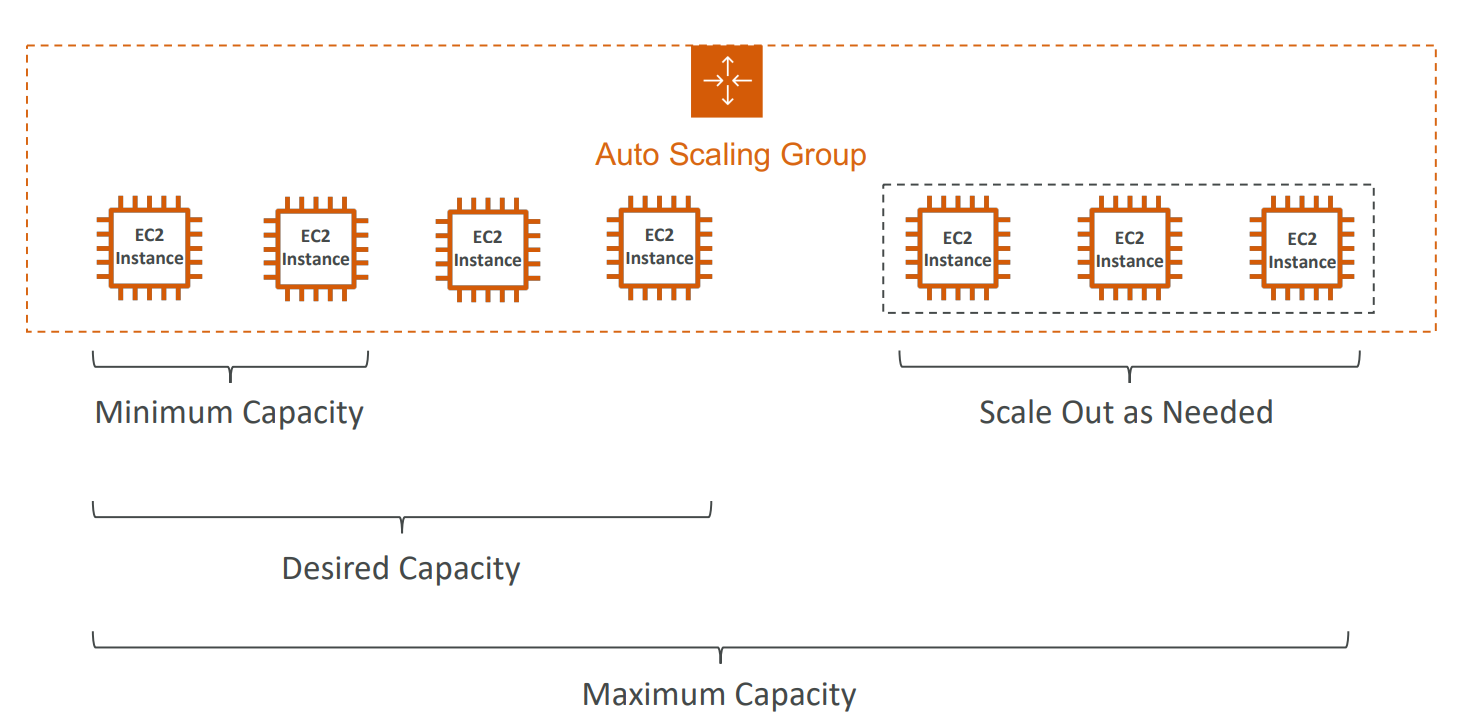 Auto Scaling Group
EC2
Instance
EC2
Instance
EC2
Instance
EC2
Instance
EC2
Instance
EC2
Instance
EC2
Instance
Minimum Capacity
Scale Out as Needed
Desired Capacity
Maximum Capacity